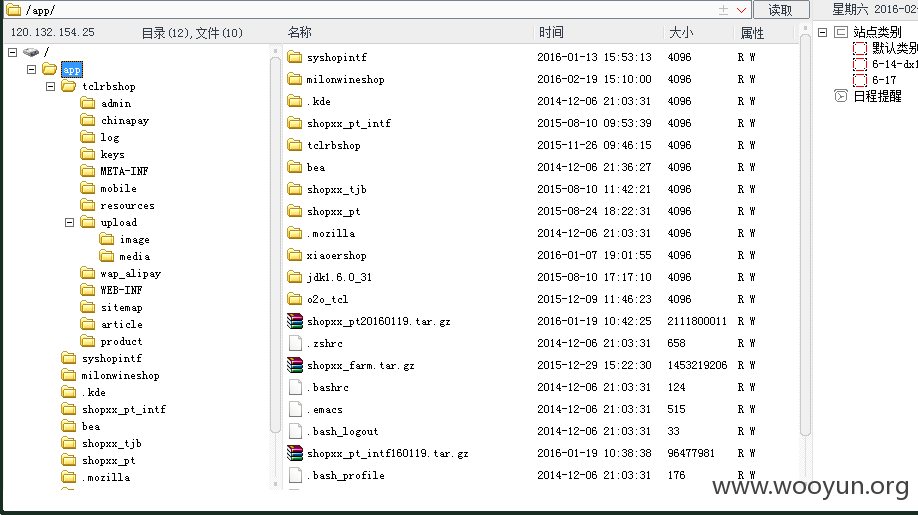 /app/ 读取 星期六 2016-02-
120.132.154.25 目录(12),文件(10) 名称 时间 大小 属性
/
app
tclrbshop
admin
chinapay
log
keys
META-INF
mobile
resources
upload
image
media
wap_alipay
WEB-INF
sitemap
article
product
syshopintf
milonwineshop
.kde
shopxx_pt_intf
bea
shopxx_tjb
shopxx_pt
.mozilla
syshopintf 2016-01-13 15:53:13 4096 R W
milonwineshop 2016-02-19 15:10:00 4096 R W
.kde 2014-12-06 21:03:31 4096 R W
shopxx_pt_intf 2015-08-10 09:53:39 4096 R W
tclrbshop 2015-11-26 09:46:15 4096 R W
bea 2014-12-06 21:36:27 4096 R W
shopxx_tjb 2015-08-10 11:42:21 4096 R W
shopxx_pt 2015-08-24 18:22:31 4096 R W
.mozilla 2014-12-06 21:03:31 4096 R W
xiaoershop 2016-01-07 19:01:55 4096 R W
jdk1.6.0_31 2015-08-10 17:17:10 4096 R W
o2o_tcl 2015-12-09 11:46:23 4096 R W
shopxx_pt20160119.tar.gz 2016-01-19 10:42:25 2111800011 R W
.zshrc 2014-12-06 21:03:31 658 R W
shopxx_farm.tar.gz 2015-12-29 15:22:30 1453219206 R W
.bashrc 2014-12-06 21:03:31 124 R W
.emacs 2014-12-06 21:03:31 515 R W
.bash_logout 2014-12-06 21:03:31 33 R W
shopxx_pt_intf160119.tar.gz 2016-01-19 10:38:38 96477981 R W
.bash_profile 2014-12-06 21:03:31 176 R W
站点类别
默认类别
6-14-dx1
6-17
日程提醒
www.wooyun.org